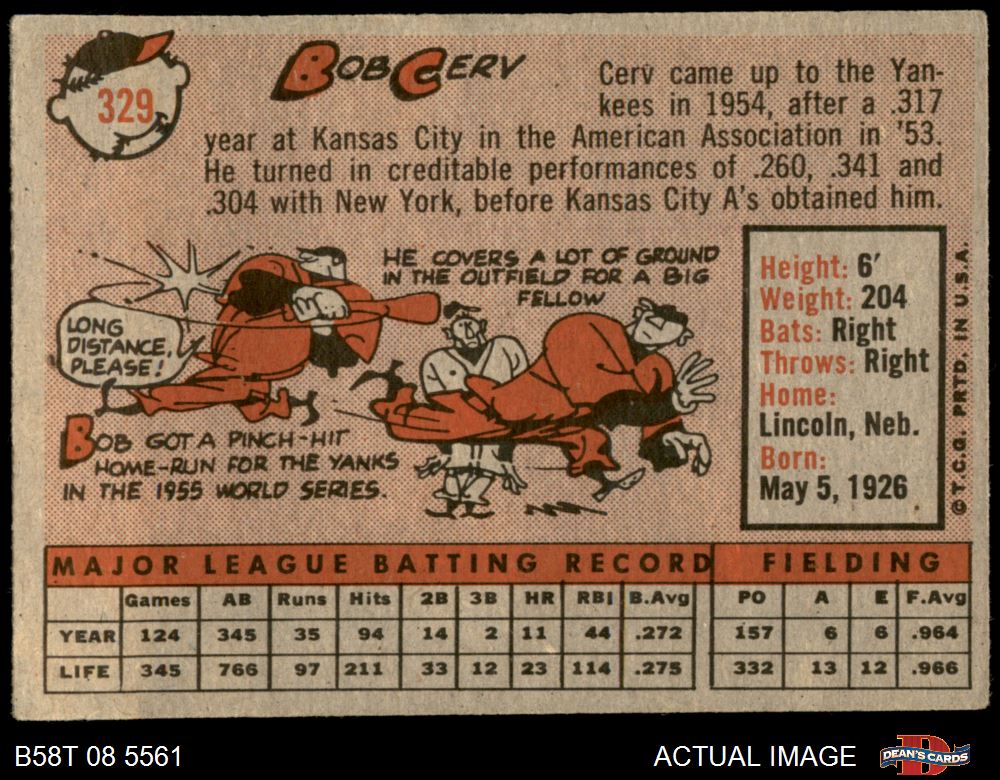 329
BOB CERV
Cerv came up to the Yan-
kees in 1954, after a .317
year at Kansas City in the American Association in '53.
He turned in creditable performances of .260, .341 and
.304 with New York, before Kansas City A's obtained him.
LONG
DISTANCE,
PLEASE!
HE COVERS A LOT OF GROUND
IN THE OUTFIELD FOR A BIG
FELLOW
BOB GOT A PINCH-HIT
HOME-RUN FOR THE YANKS
IN THE 1955 WORLD SERIES.
Height: 6′
Weight: 204
Bats: Right
Throws: Right
Home:
Lincoln, Neb.
Born:
May 5, 1926
© T.C.G. PRTD. IN U.S.A.
MAJOR LEAGUE BATTING RECORD FIELDING
Games AB Runs Hits 2B 3B HR RBI B.Avg PO A E F.Avg
YEAR 124 345 35 94 14 2 11 44 .272 157 6 6 .964
LIFE 345 766 97 211 33 12 23 114 .275 332 13 12 .966
B58T 08 5561
ACTUAL IMAGE
DEAN'S CARDS